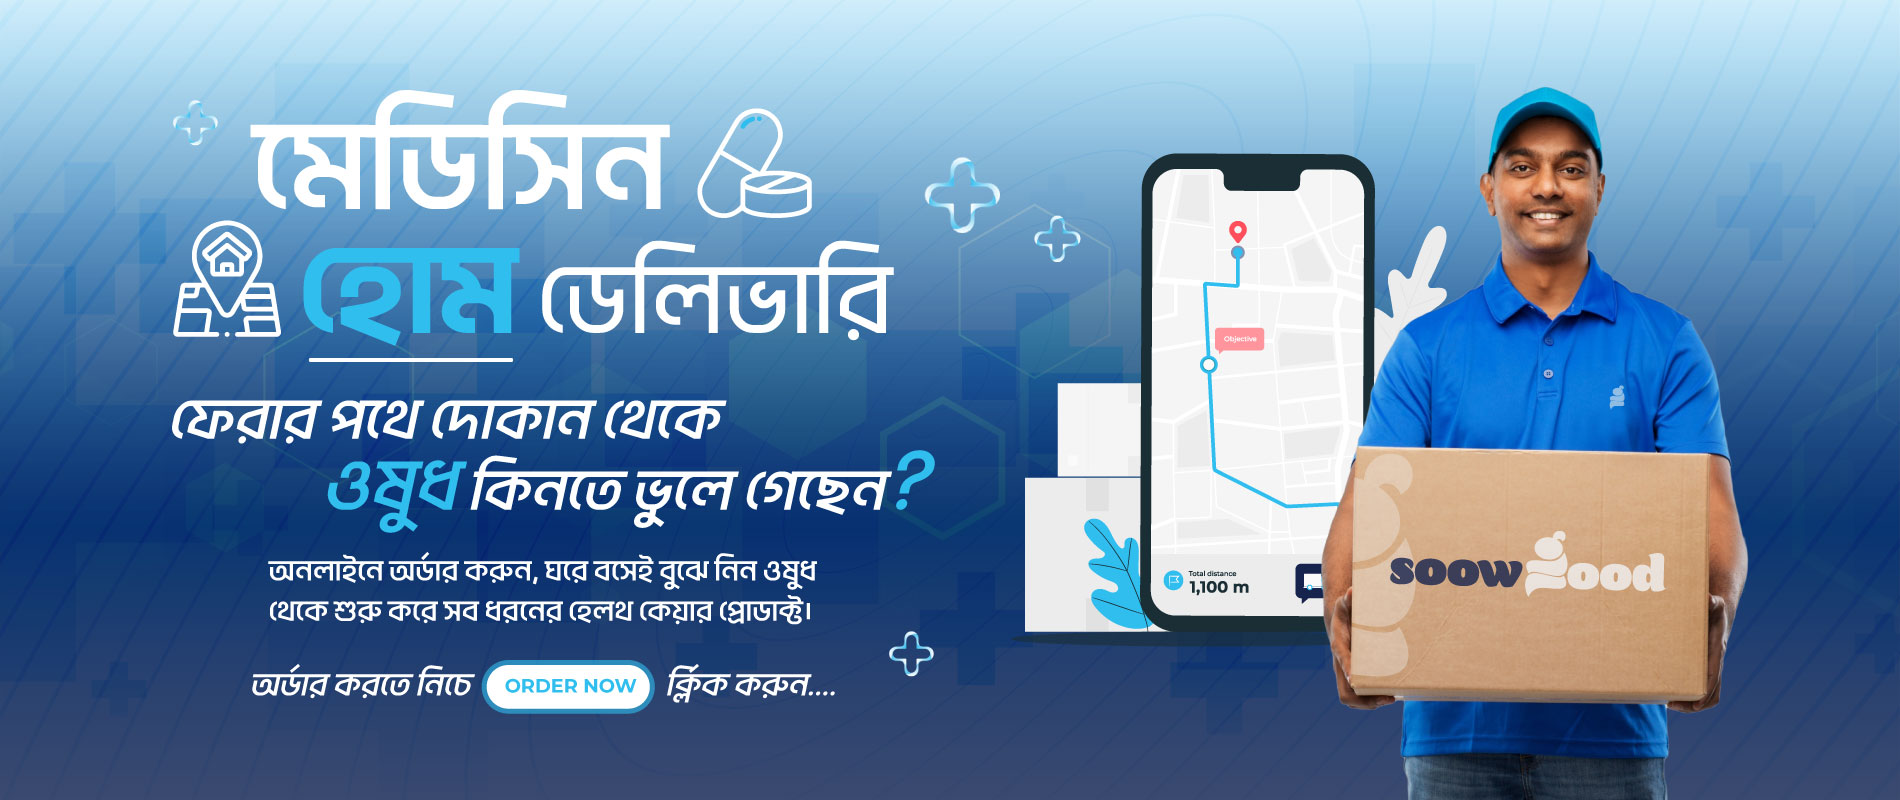 মেডিসিন
হোম ডেলিভারি
ফেরার পথে দোকান থেকে
ওষুধ কিনতে ভুলে গেছেন?
অনলাইনে অর্ডার করুন, ঘরে বসেই বুঝে নিন ওষুধ
থেকে শুরু করে সব ধরনের হেলথ কেয়ার প্রোডাক্ট।
অর্ডার করতে নিচে ORDER NOW ক্লিক করুন....
Objective
Total distance
1,100 m
soowgood